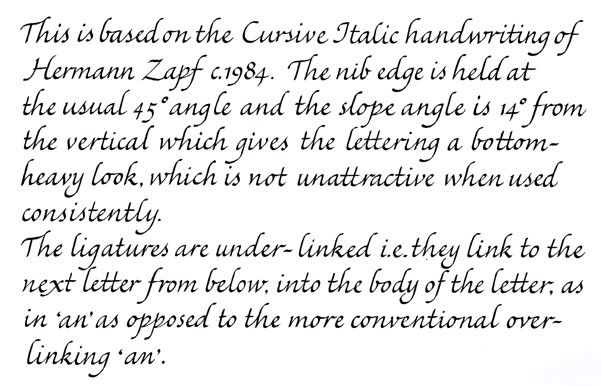 This is based on the Cursive Italic handwriting of
Hermann Zapf c.1984. The nib edge is held at
the usual 45° angle and the slope angle is 14° from
the vertical which gives the lettering a bottom-
heavy look, which is not unattractive when used
consistently.
The ligatures are under-linked i.e. they link to the
next letter from below, into the body of the letter, as
in 'an' as opposed to the more conventional over-
linking 'an'.